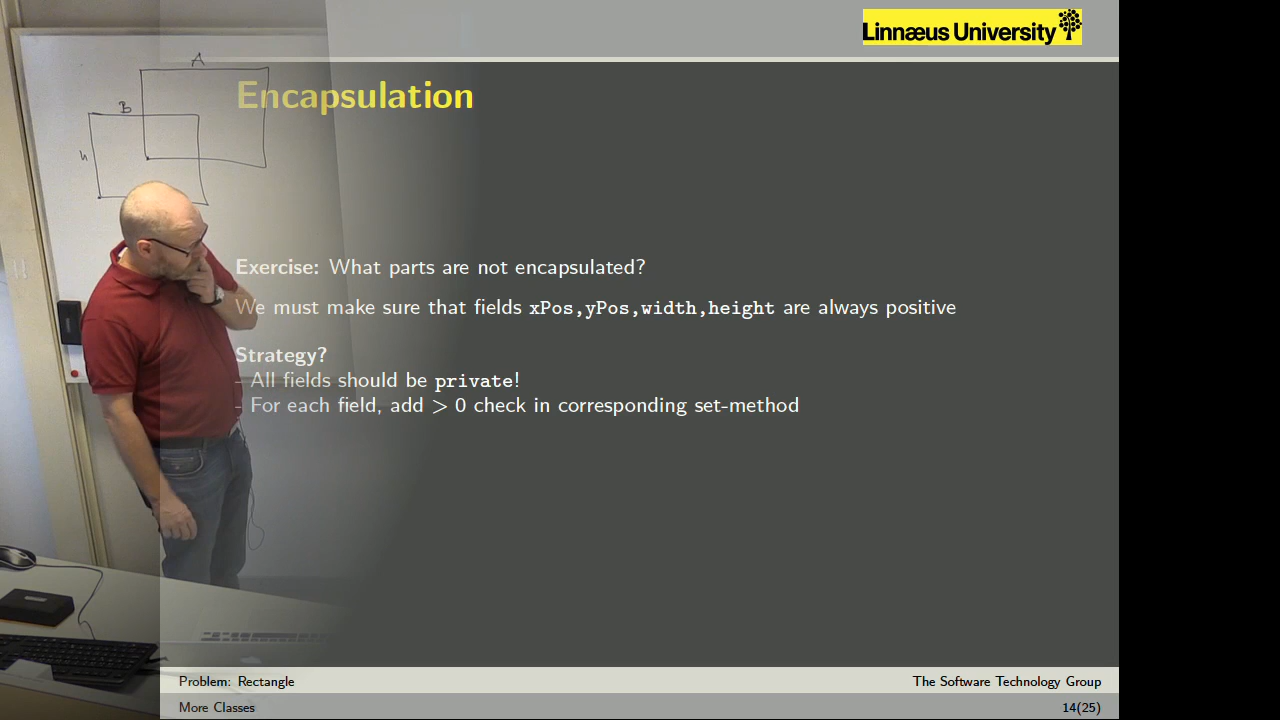 Linnæus University
A
B
h
Encapsulation
Exercise: What parts are not encapsulated?
We must make sure that fields xPos,yPos,width,height are always positive
Strategy?
- All fields should be private!
- For each field, add > 0 check in corresponding set-method
Problem: Rectangle
The Software Technology Group
More Classes
14(25)